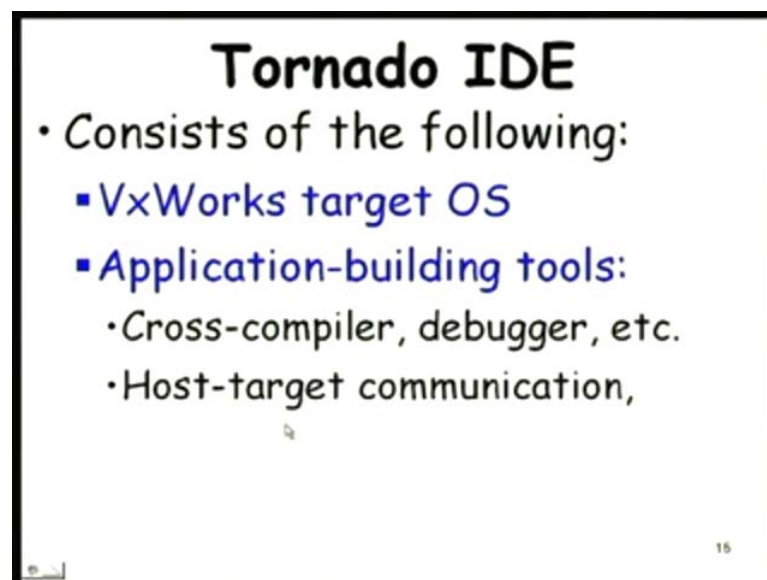 Tornado IDE
• Consists of the following:
▪ VxWorks target OS
▪ Application-building tools:
• Cross-compiler, debugger, etc.
• Host-target communication,
15